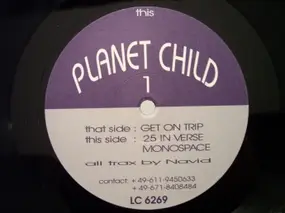 this
PLANET CHILD
1
that side : GET ON TRIP
this side : 25 IN VERSE
MONOSPACE
all trax by Navid
contact: +49-611-9450633
+49-671-8408484
LC 6269